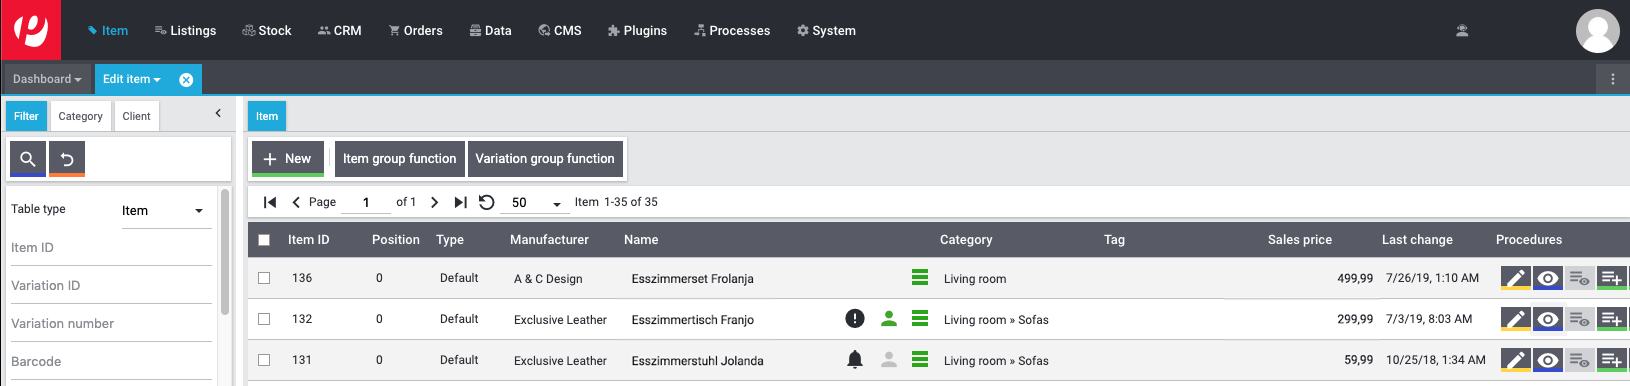 Item Listings Stock CRM Orders Data CMS Plugins Processes System
Dashboard Edit item
Filter Category Client
Item
New Item group function Variation group function
Table type Item
Item ID
Variation ID
Variation number
Barcode
Page 1 of 1 50 Item 1-35 of 35
Item ID Position Type Manufacturer Name Category Tag Sales price Last change Procedures
136 0 Default A & C Design Esszimmerset Frolanja Living room 499,99 7/26/19, 1:10 AM
132 0 Default Exclusive Leather Esszimmertisch Franjo Living room » Sofas 299,99 7/3/19, 8:03 AM
131 0 Default Exclusive Leather Esszimmerstuhl Jolanda Living room » Sofas 59,99 10/25/18, 1:34 AM